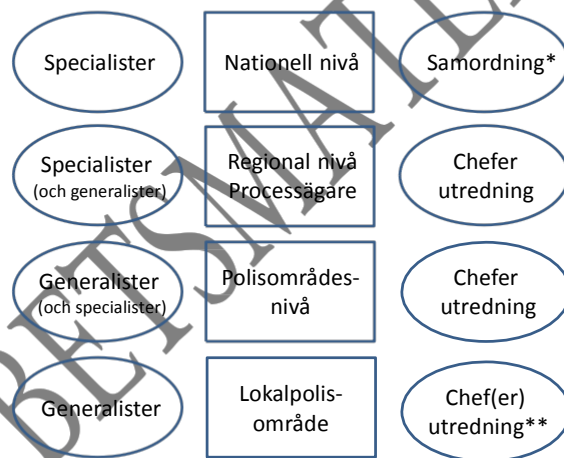 Specialister
Nationell nivå
Samordning*
Specialister
(och generalister)
Regional nivå
Processägare
Chefer
utredning
Generalister
(och specialister)
Polisområdes-
nivå
Chefer
utredning
Generalister
Lokalpolis-
område
Chef(er)
utredning**
BETSMATE